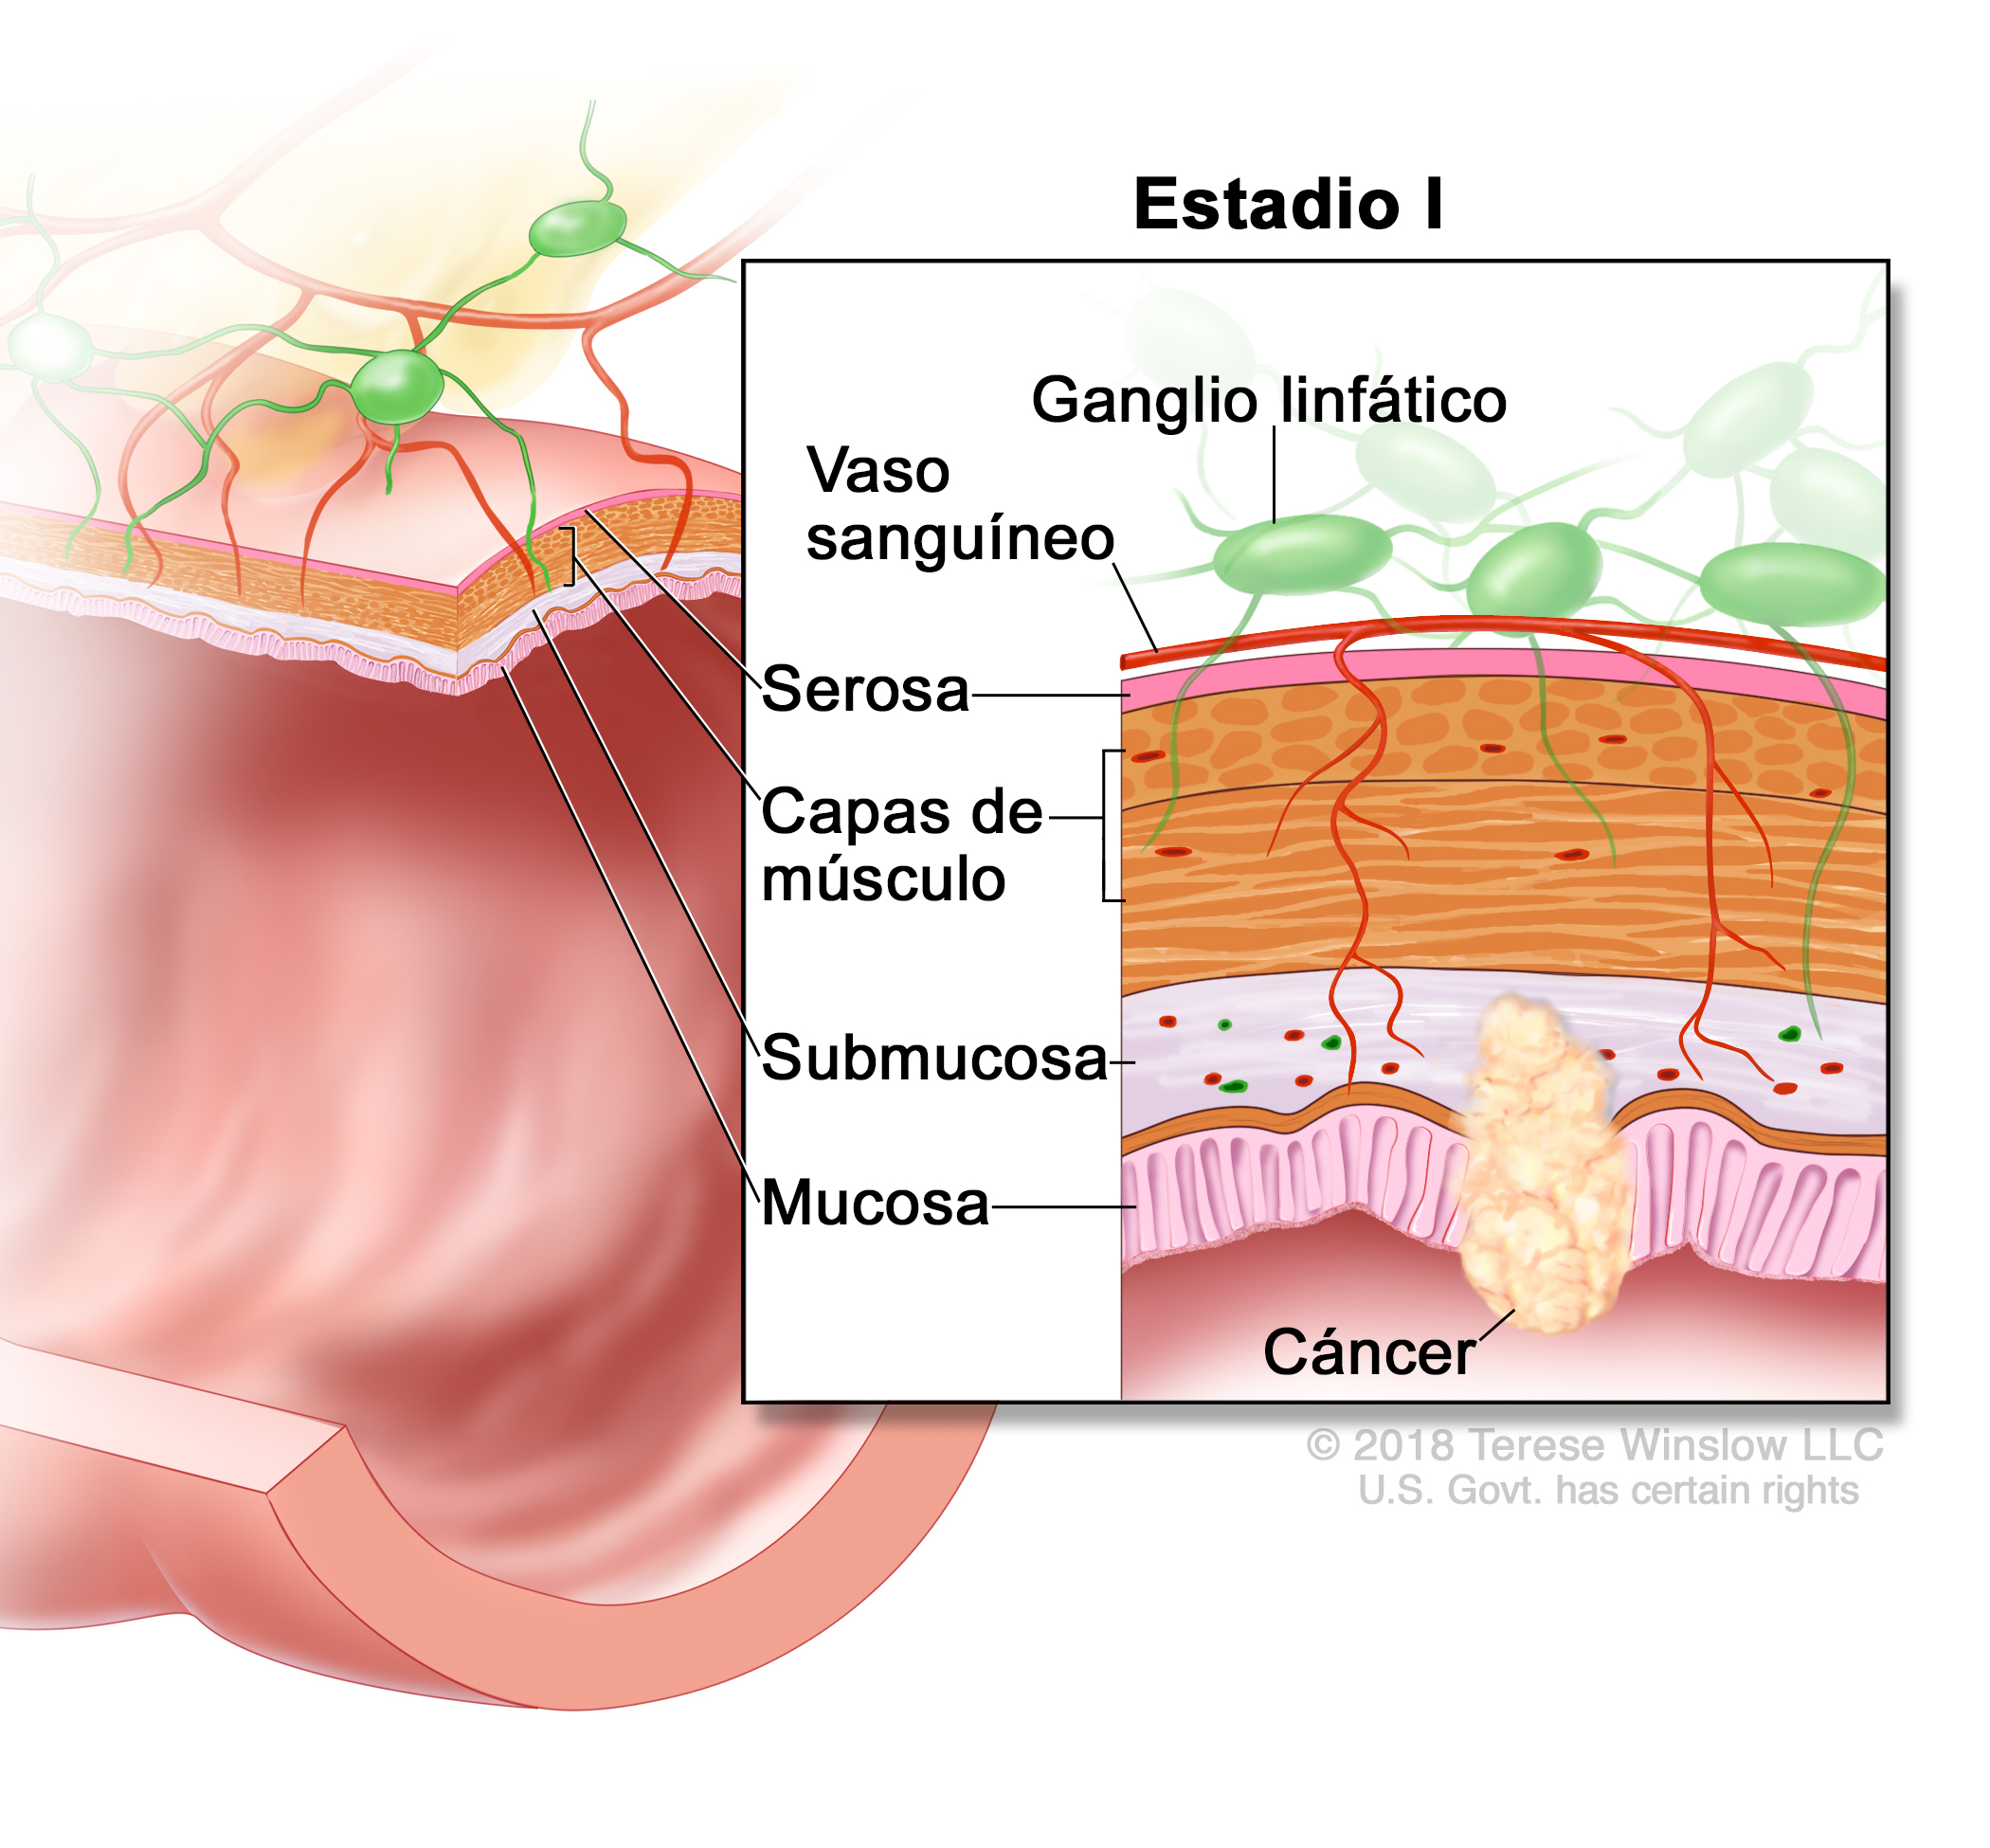 Estadio I
Ganglio linfático
Vaso
sanguíneo
Serosa
Capas de
músculo
Submucosa
Mucosa
Cáncer
© 2018 Terese Winslow LLC
U.S. Govt. has certain rights